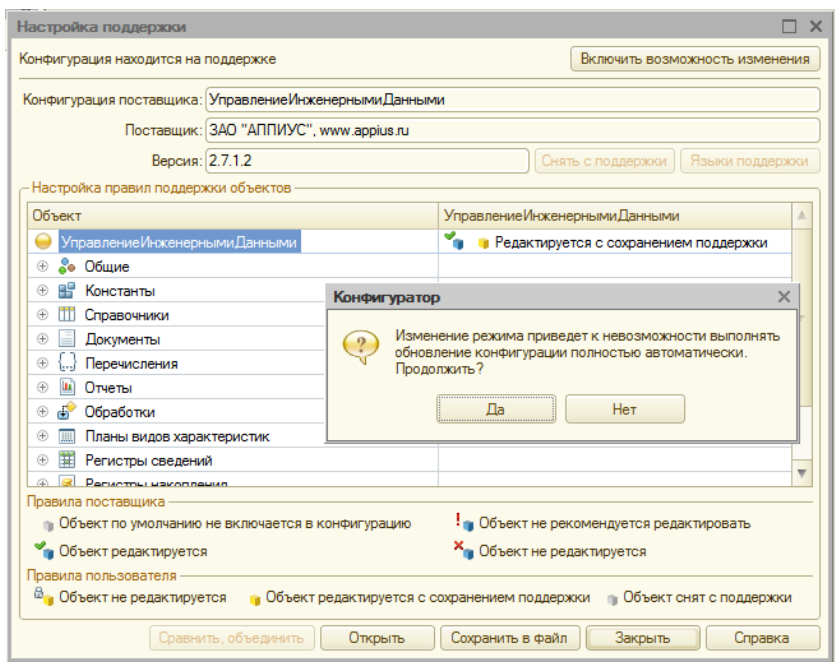 Настройка поддержки
Конфигурация находится на поддержке
Включить возможность изменения
Конфигурация поставщика: УправлениеИнженернымиДанными
Поставщик: ЗАО "АППИУС", www.appius.ru
Версия: 2.7.1.2
Снять с поддержки
Языки поддержки
Настройка правил поддержки объектов
Объект
УправлениеИнженернымиДанными
УправлениеИнженернымиДанными
Редактируется с сохранением поддержки
Общие
Константы
Справочники
Документы
Перечисления
Отчеты
Обработки
Планы видов характеристик
Регистры сведений
Регистры накопления
Конфигуратор
Изменение режима приведет к невозможности выполнять
обновление конфигурации полностью автоматически.
Продолжить?
Да
Нет
Правила поставщика
Объект по умолчанию не включается в конфигурацию
Объект не рекомендуется редактировать
Объект редактируется
Объект не редактируется
Правила пользователя
Объект не редактируется
Объект редактируется с сохранением поддержки
Объект снят с поддержки
Сравнить, объединить
Открыть
Сохранить в файл
Закрыть
Справка